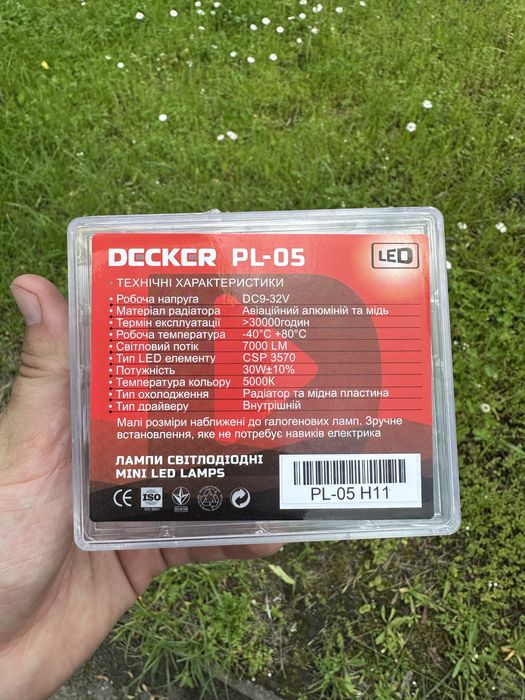 DECKER PL-05
LED
• ТЕХНІЧНІ ХАРАКТЕРИСТИКИ
• Робоча напруга DC9-32V
• Матеріал радіатора Авіаційний алюміній та мідь
• Термін експлуатації >30000годин
• Робоча температура -40°C +80°C
• Світловий потік 7000 LM
• Тип LED елементу CSP 3570
• Потужність 30W±10%
• Температура кольору 5000К
• Тип охолодження Радіатор та мідна пластина
• Тип драйверу Внутрішній
Малі розміри наближені до галогенових ламп. Зручне
встановлення, яке не потребує навиків електрика
ЛАМПИ СВІТЛОДІОДНІ
MINI LED LAMPS
CE ISO
PL-05 H11